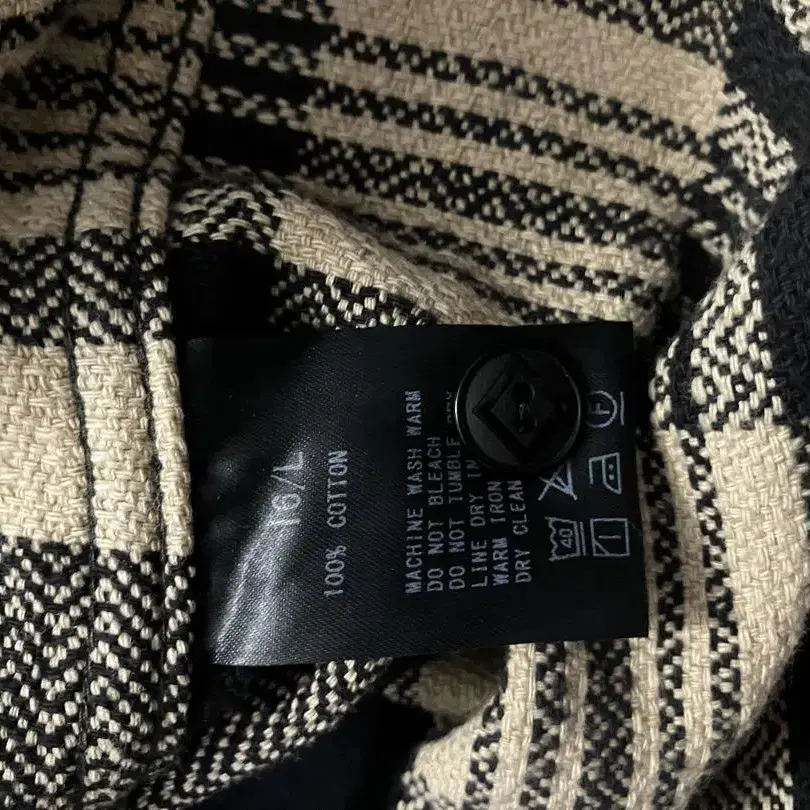 16/L
100% COTTON
MACHINE WASH WARM
DO NOT BLEACH
DO NOT TUMBLE
LINE DRY IN
WARM IRON
DRY CLEAN
40
F